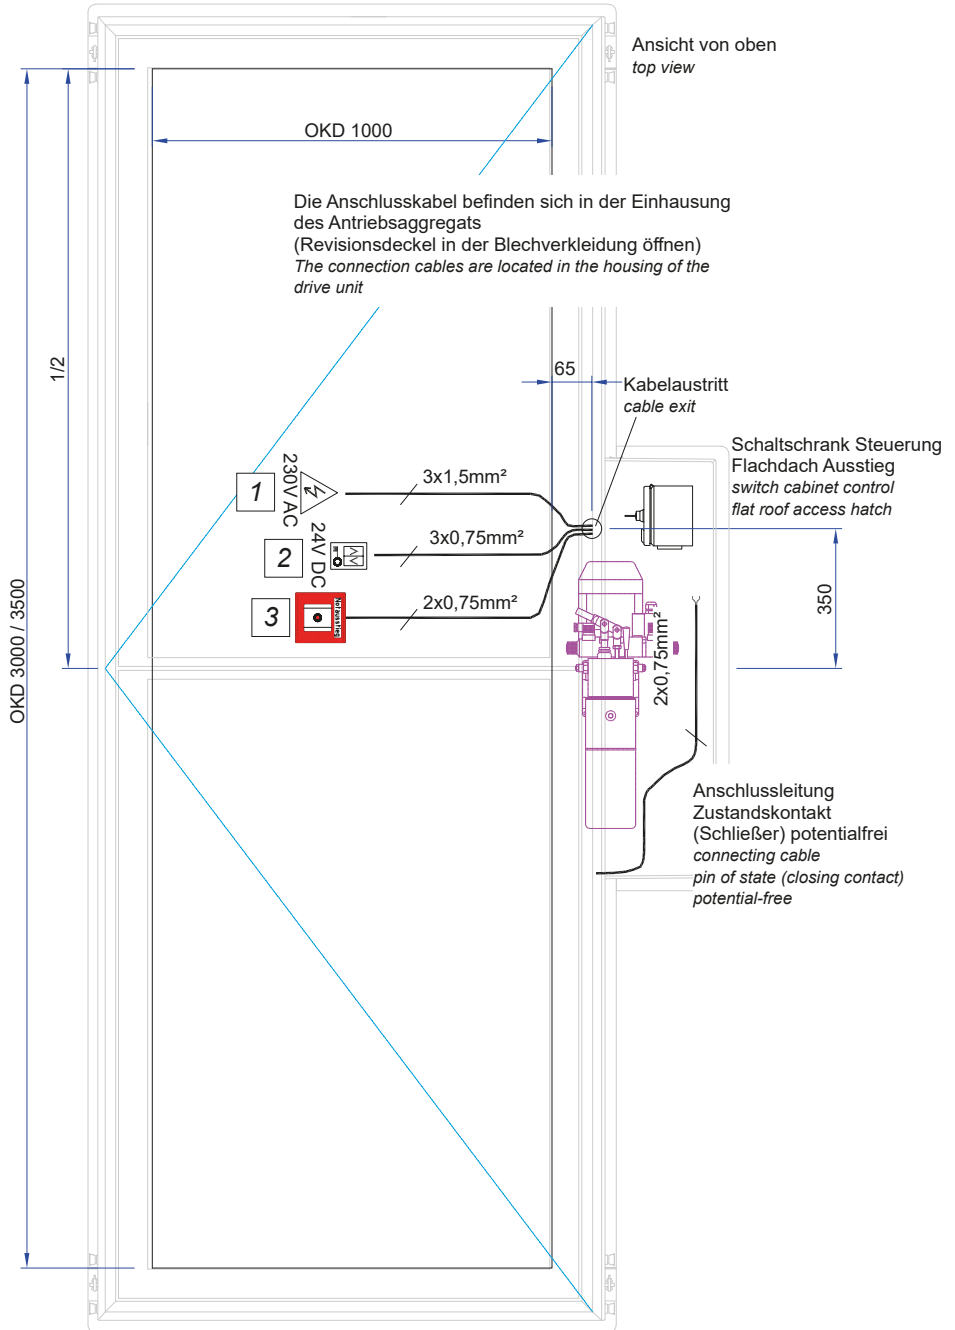 Ansicht von oben
top view
OKD 1000
Die Anschlusskabel befinden sich in der Einhausung
des Antriebsaggregats
(Revisionsdeckel in der Blechverkleidung öffnen)
The connection cables are located in the housing of the
drive unit
1/2
65
Kabelaustritt
cable exit
Schaltschrank Steuerung
Flachdach Ausstieg
switch cabinet control
flat roof access hatch
1
230V AC
3x1,5mm²
2
24V DC
3x0,75mm²
3
Notausstieg
2x0,75mm²
350
OKD 3000 / 3500
2x0,75mm²
Anschlussleitung
Zustandskontakt
(Schließer) potentialfrei
connecting cable
pin of state (closing contact)
potential-free